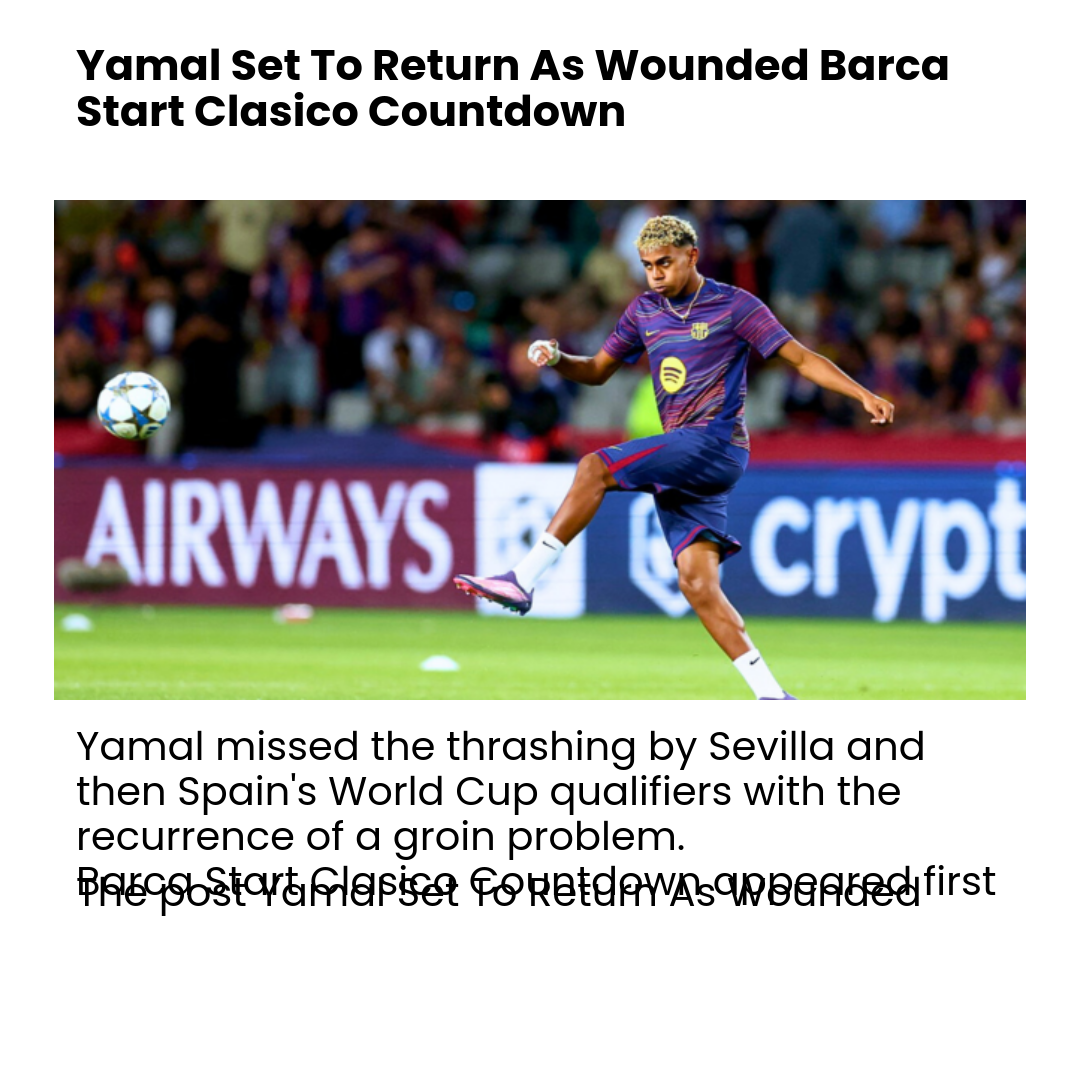 Yamal Set To Return As Wounded Barca
Start Clasico Countdown
AIRWAYS
crypt
Yamal missed the thrashing by Sevilla and
then Spain's World Cup qualifiers with the
recurrence of a groin problem.
The post Yamal Set To Return As Wounded
Barca Start Clasico Countdown appeared first